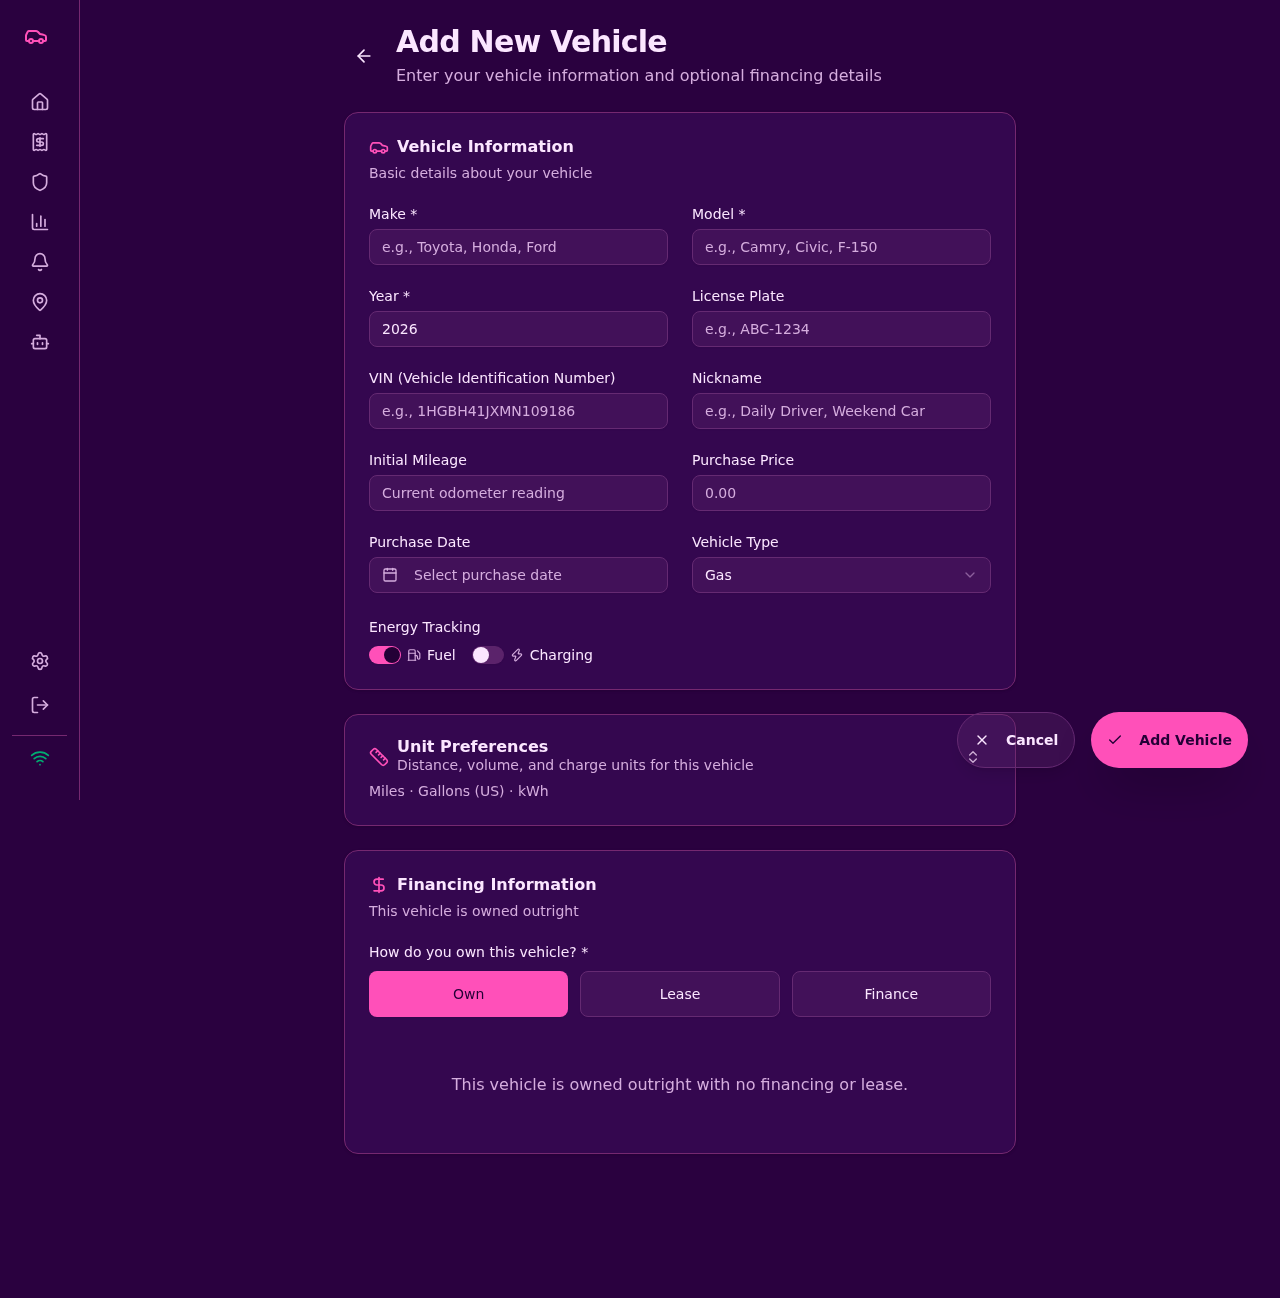 Add New Vehicle
Enter your vehicle information and optional financing details
Vehicle Information
Basic details about your vehicle
Make *
Model *
e.g., Toyota, Honda, Ford
e.g., Camry, Civic, F-150
Year *
License Plate
2026
e.g., ABC-1234
VIN (Vehicle Identification Number)
Nickname
e.g., 1HGBH41JXMN109186
e.g., Daily Driver, Weekend Car
Initial Mileage
Purchase Price
Current odometer reading
0.00
Purchase Date
Vehicle Type
Select purchase date
Gas
Energy Tracking
Fuel
Charging
Unit Preferences
Distance, volume, and charge units for this vehicle
Miles · Gallons (US) · kWh
Cancel
Add Vehicle
Financing Information
This vehicle is owned outright
How do you own this vehicle? *
Own
Lease
Finance
This vehicle is owned outright with no financing or lease.